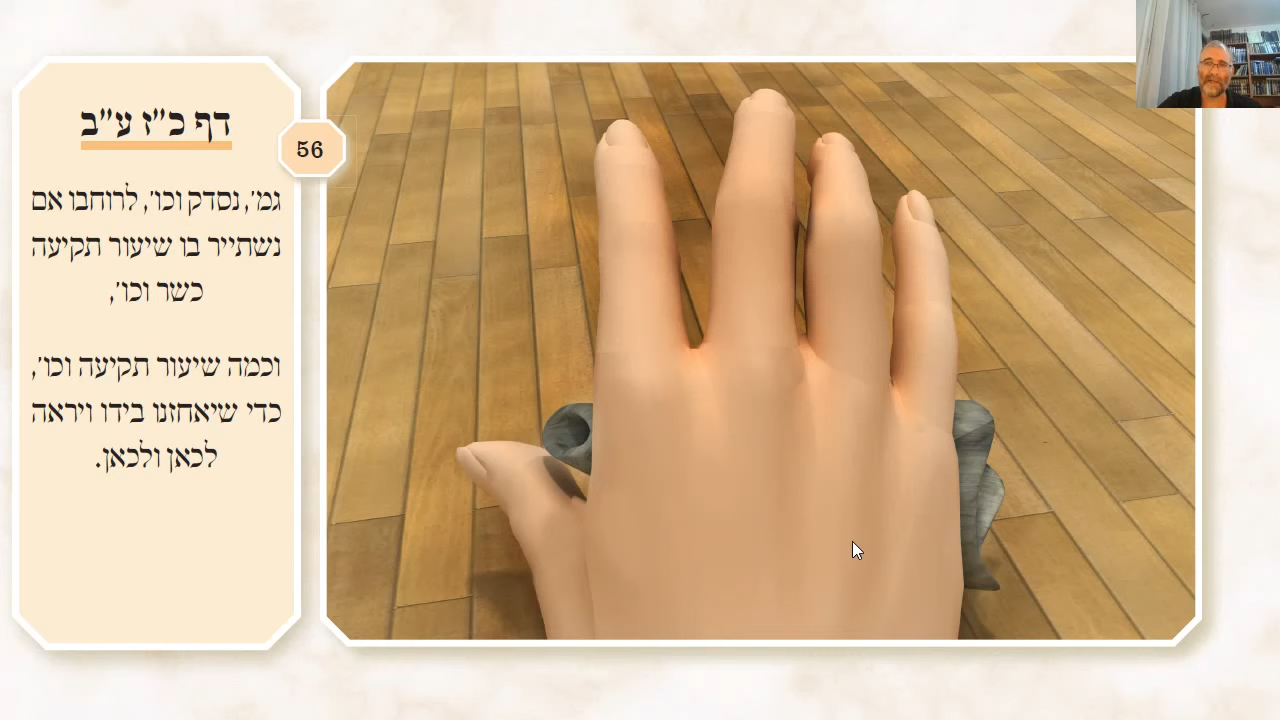 דף כ״ז ע״ב
56
גמ׳, נסדק וכו׳, לרוחבו אם
נשתייר בו שיעור תקיעה
כשר וכו׳,
וכמה שיעור תקיעה וכו׳,
כדי שיאחזנו בידו ויראה
לכאן ולכאן.